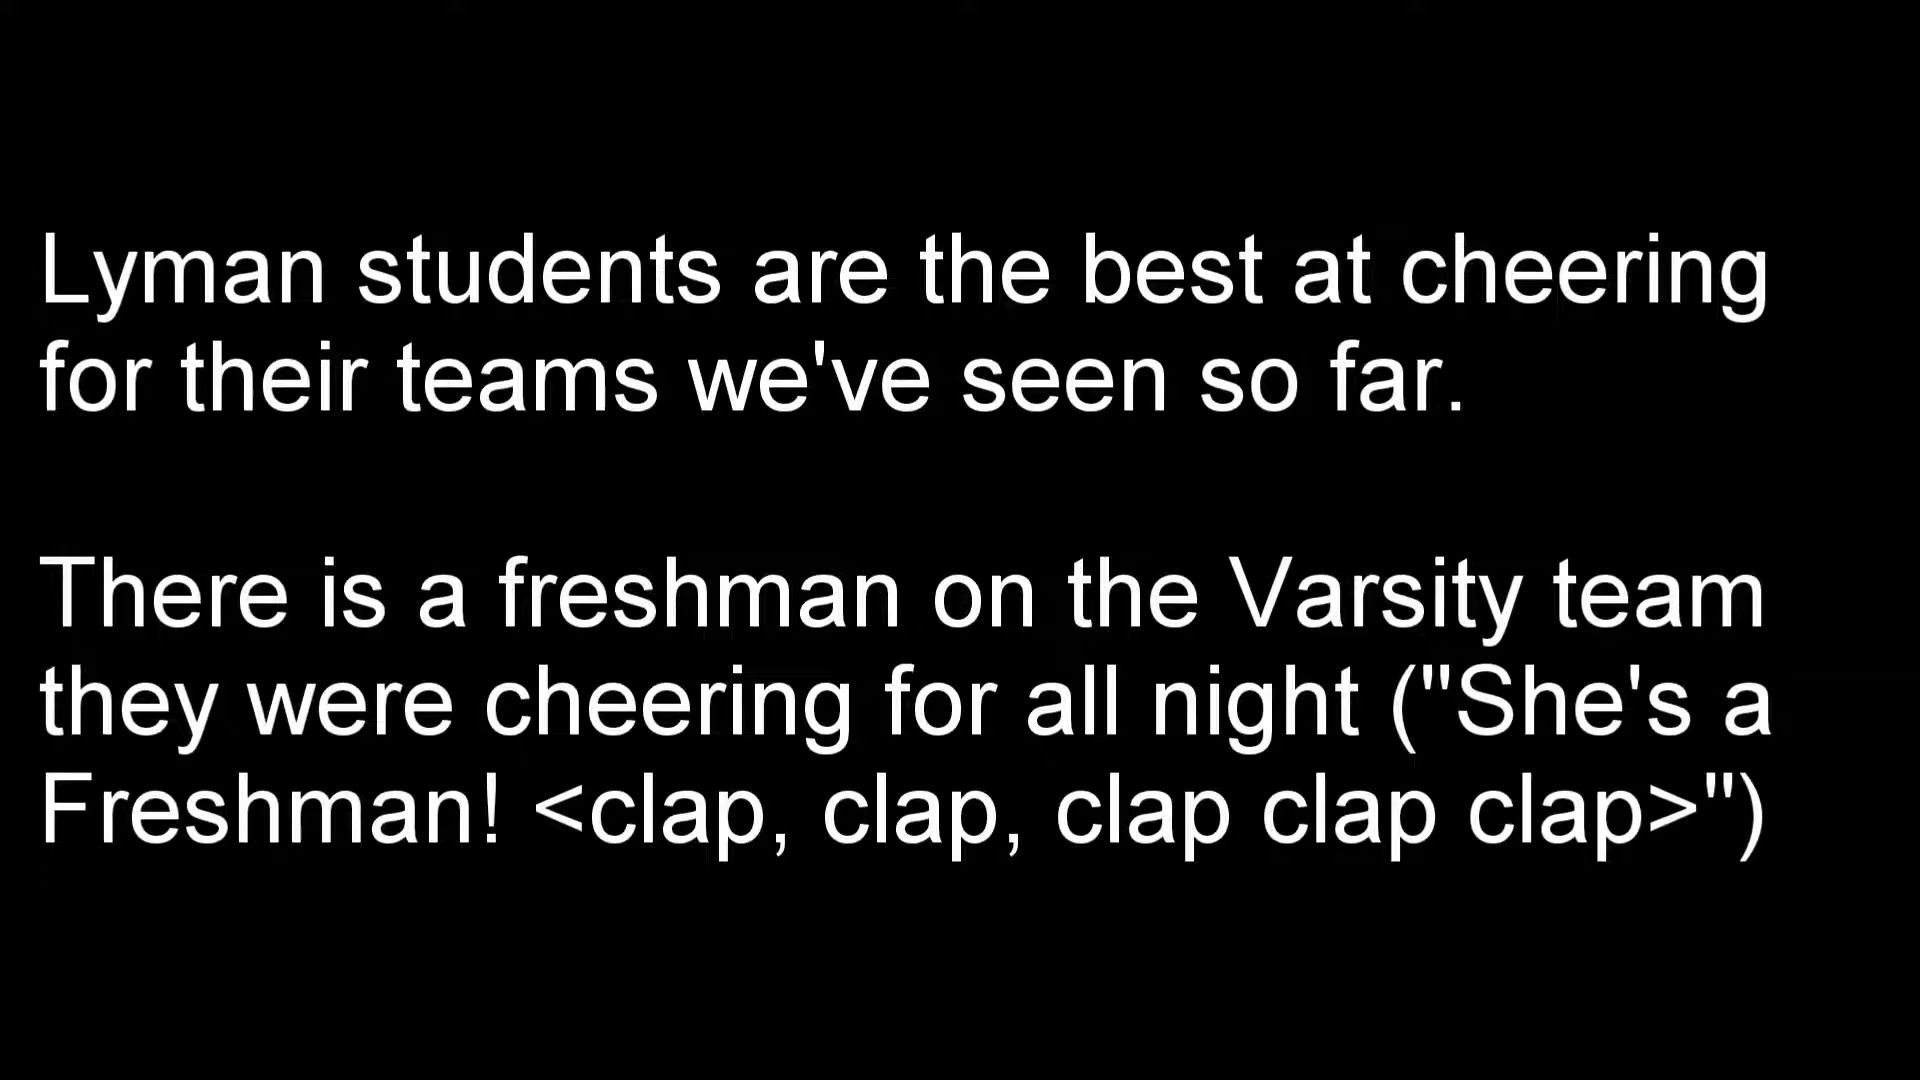 Lyman students are the best at cheering
for their teams we've seen so far.
There is a freshman on the Varsity team
they were cheering for all night ("She's a
Freshman! <clap, clap, clap clap clap>")